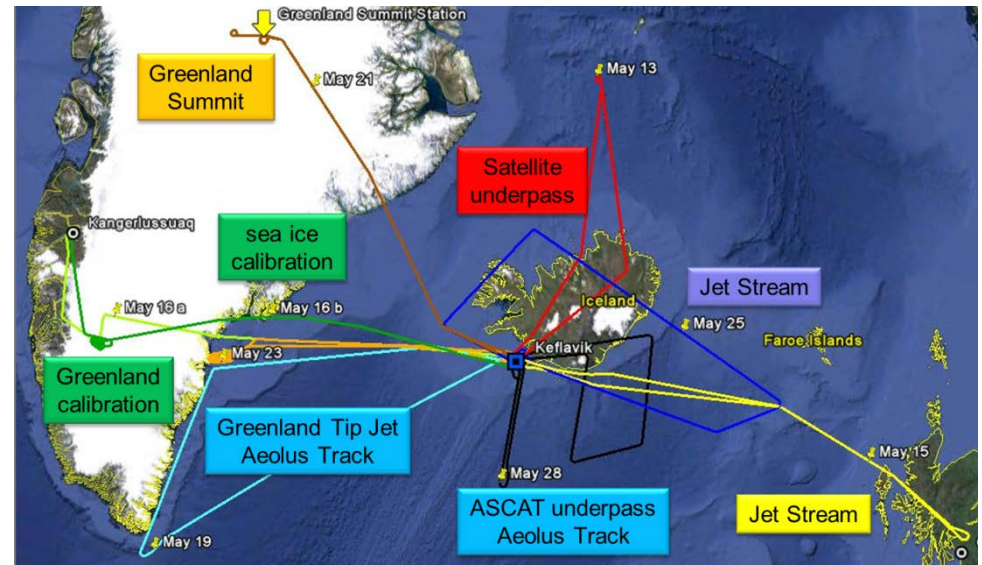 Greenland Summit Station
Greenland
Summit
May 21
May 13
Satellite
underpass
Kangerlussuaq
sea ice
calibration
Jet Stream
Iceland
May 16 a
May 16 b
May 25
Faroe Islands
Keflavik
May 23
Greenland
calibration
Greenland Tip Jet
Aeolus Track
May 15
May 28
ASCAT underpass
Aeolus Track
Jet Stream
May 19